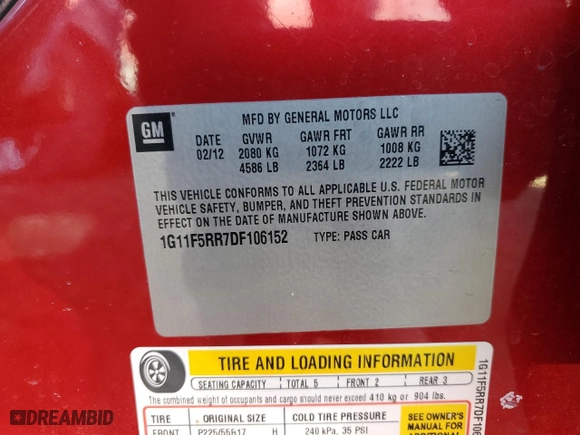 GM
MFD BY GENERAL MOTORS LLC
DATE GVWR GAWR FRT GAWR RR
02/12 2080 KG 1072 KG 1008 KG
4586 LB 2364 LB 2222 LB
THIS VEHICLE CONFORMS TO ALL APPLICABLE U.S. FEDERAL MOTOR
VEHICLE SAFETY, BUMPER, AND THEFT PREVENTION STANDARDS IN
EFFECT ON THE DATE OF MANUFACTURE SHOWN ABOVE.
1G11F5RR7DF106152 TYPE: PASS CAR
TIRE AND LOADING INFORMATION
SEATING CAPACITY TOTAL 5 FRONT 2 REAR 3
The combined weight of occupants and cargo should never exceed 410 kg or 904 lbs.
TIRE ORIGINAL SIZE COLD TIRE PRESSURE
FRONT P225/55R17 H 240 kPa, 35 PSI
SEE OWNER'S
MANUAL FOR
ADDITIONAL
1G11F5RR7DF106
DREAMBID